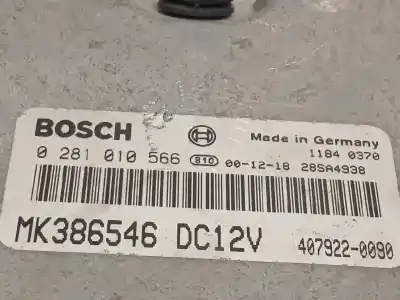 BOSCH Made in Germany
1184 0370
0 281 010 566 810 00-12-18 28SA4938
MK386546 DC12V 407922-0090